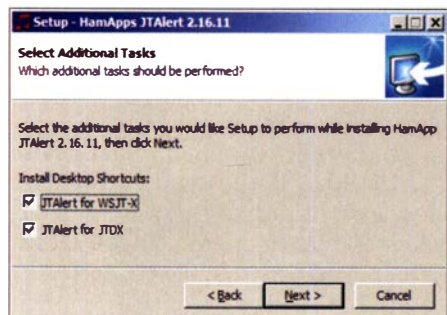 Setup - HamApps JTAlert 2.16.11
Select Additional Tasks
Which additional tasks should be performed?
Select the additional tasks you would like Setup to perform while installing HamApp
JTAlert 2.16.11, then click Next.
Install Desktop Shortcuts:
JTAlert for WSJT-X
JTAlert for JTDX
< Back
Next >
Cancel